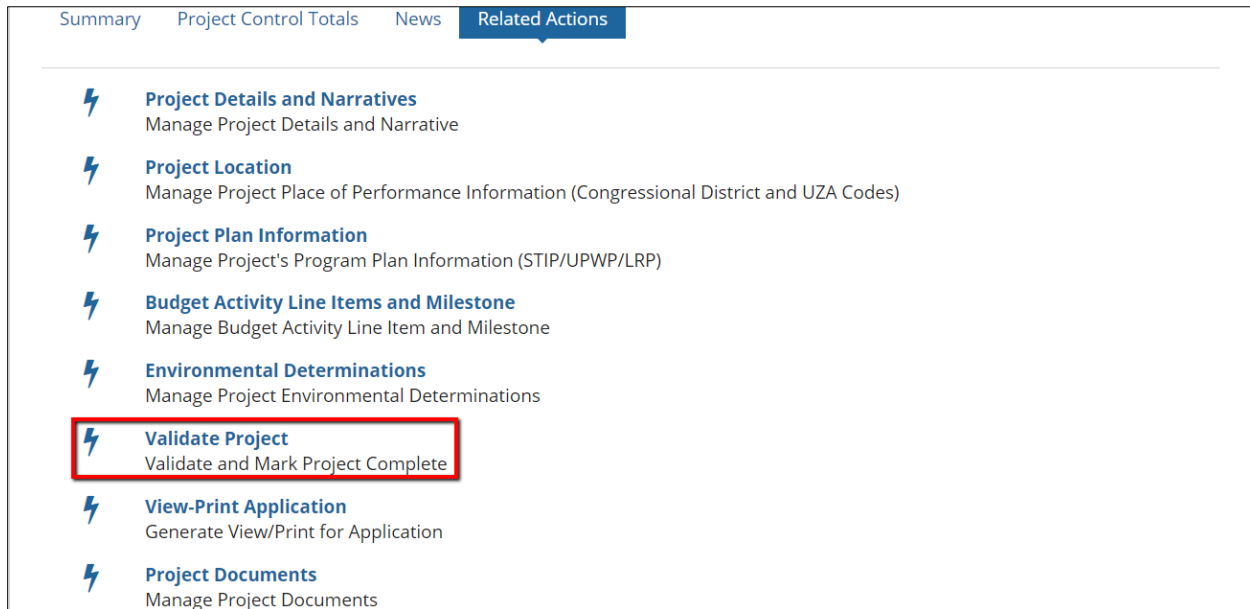 Summary Project Control Totals News Related Actions
Project Details and Narratives
Manage Project Details and Narrative
Project Location
Manage Project Place of Performance Information (Congressional District and UZA Codes)
Project Plan Information
Manage Project's Program Plan Information (STIP/UPWP/LRP)
Budget Activity Line Items and Milestone
Manage Budget Activity Line Item and Milestone
Environmental Determinations
Manage Project Environmental Determinations
Validate Project
Validate and Mark Project Complete
View-Print Application
Generate View/Print for Application
Project Documents
Manage Project Documents